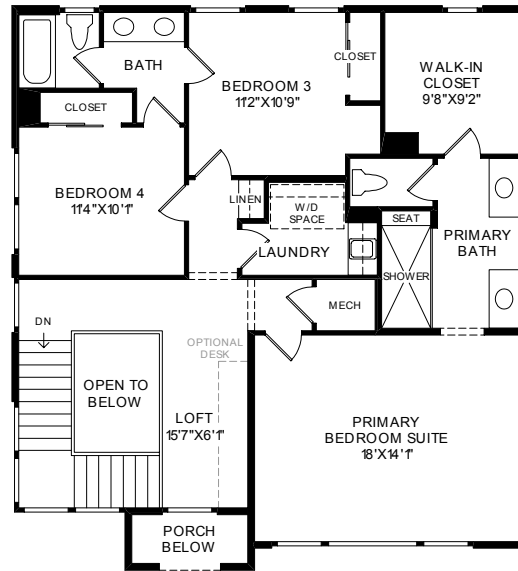 BATH
BEDROOM 3
11'2"X10'9"
CLOSET
WALK-IN
CLOSET
9'8"X9'2"
CLOSET
BEDROOM 4
11'4"X10'1"
LINEN
W/D
SPACE
LAUNDRY
SEAT
SHOWER
PRIMARY
BATH
MECH
DN
OPTIONAL
DESK
OPEN TO
BELOW
LOFT
15'7"X6'1"
PRIMARY
BEDROOM SUITE
18'X14'1"
PORCH
BELOW